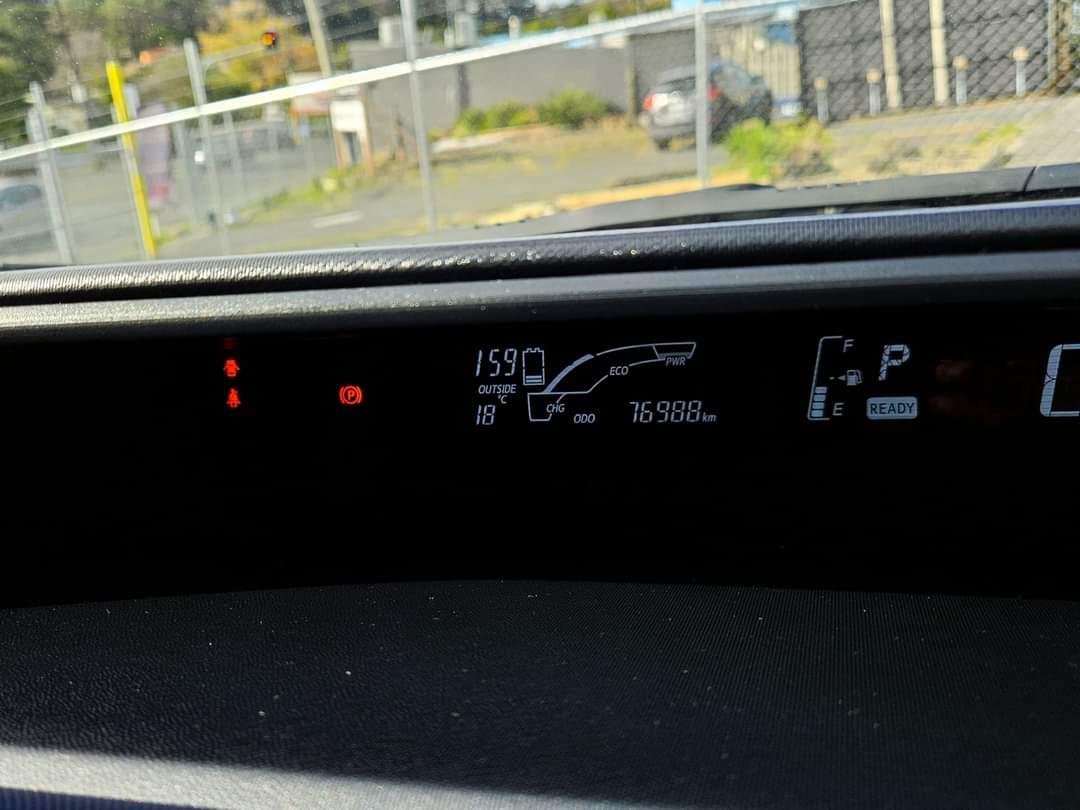 159
OUTSIDE
°C
18
PWR
ECO
CHG
ODO 76988 km
F
E
P
READY
P